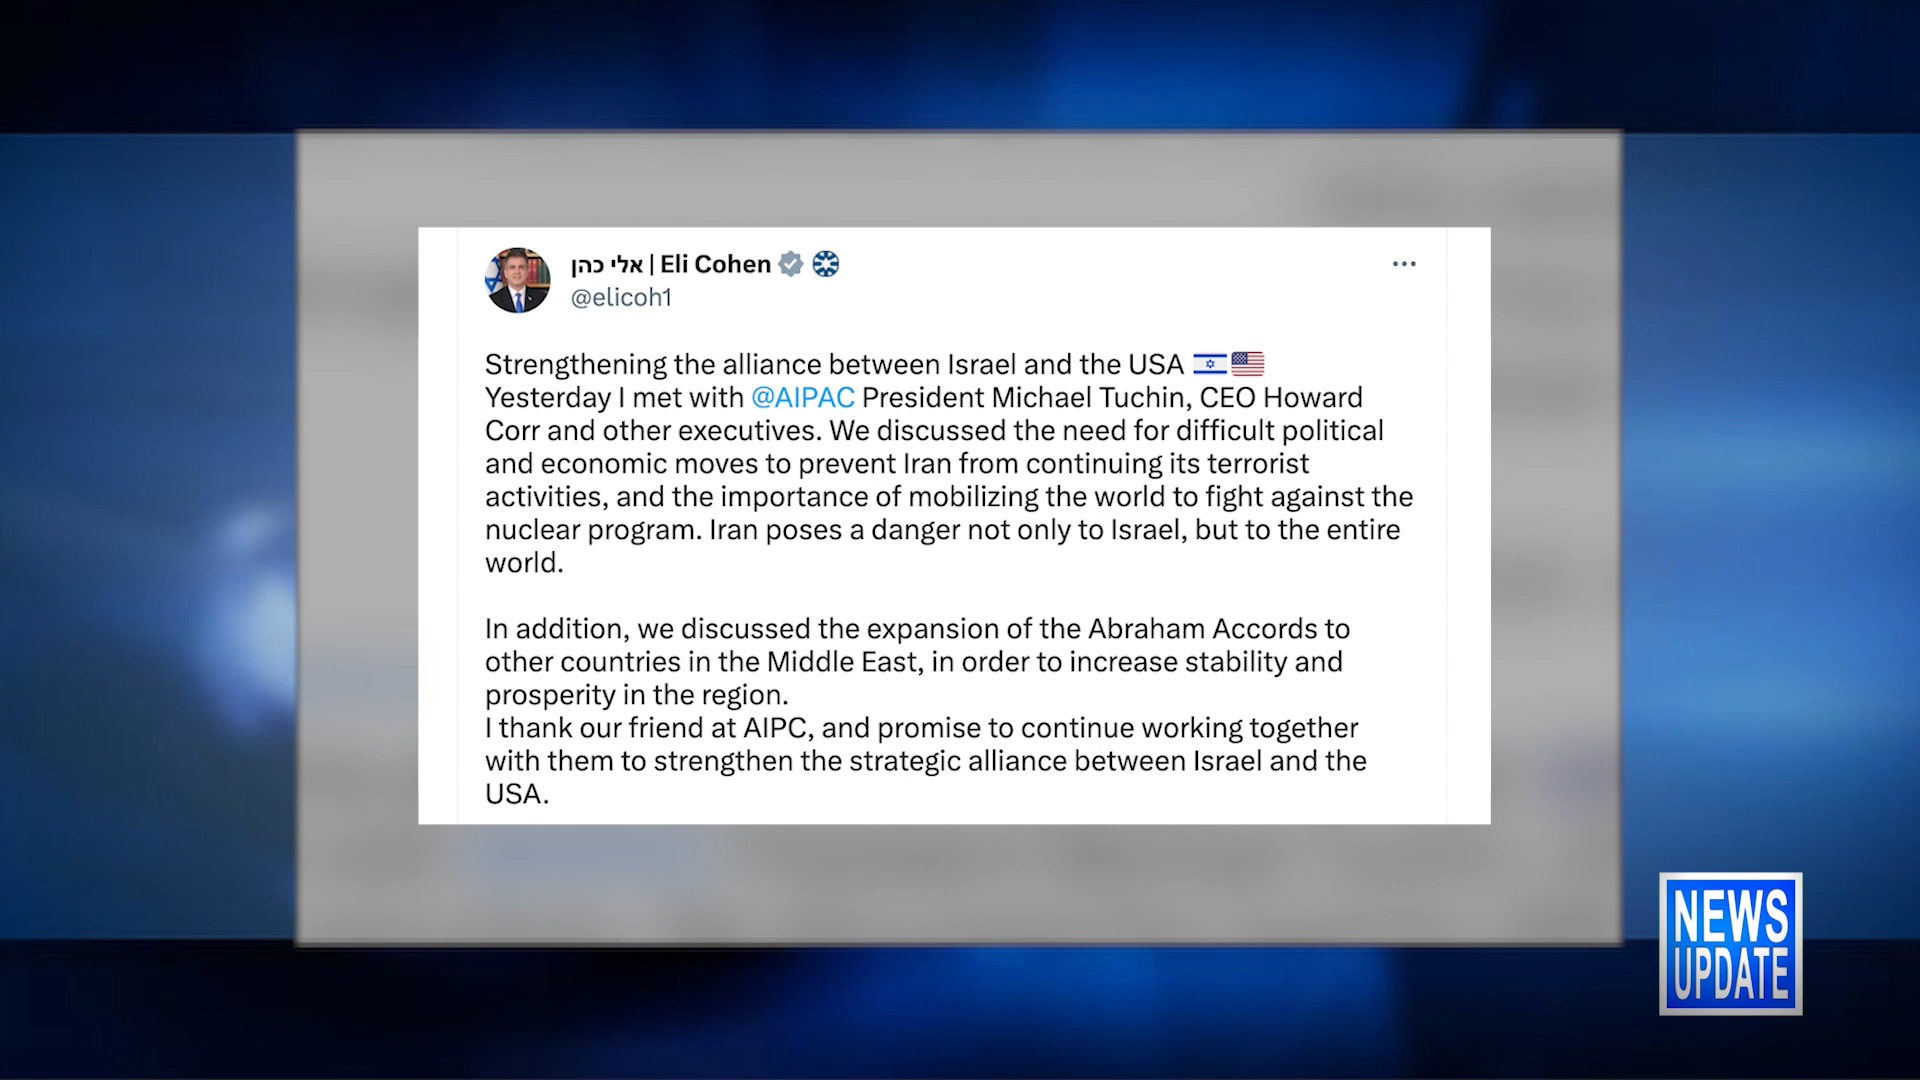 אלי כהן | Eli Cohen
@elicoh1
Strengthening the alliance between Israel and the USA 🇮🇱🇺🇸
Yesterday I met with @AIPAC President Michael Tuchin, CEO Howard
Corr and other executives. We discussed the need for difficult political
and economic moves to prevent Iran from continuing its terrorist
activities, and the importance of mobilizing the world to fight against the
nuclear program. Iran poses a danger not only to Israel, but to the entire
world.
In addition, we discussed the expansion of the Abraham Accords to
other countries in the Middle East, in order to increase stability and
prosperity in the region.
I thank our friend at AIPC, and promise to continue working together
with them to strengthen the strategic alliance between Israel and the
USA.
NEWS
UPDATE